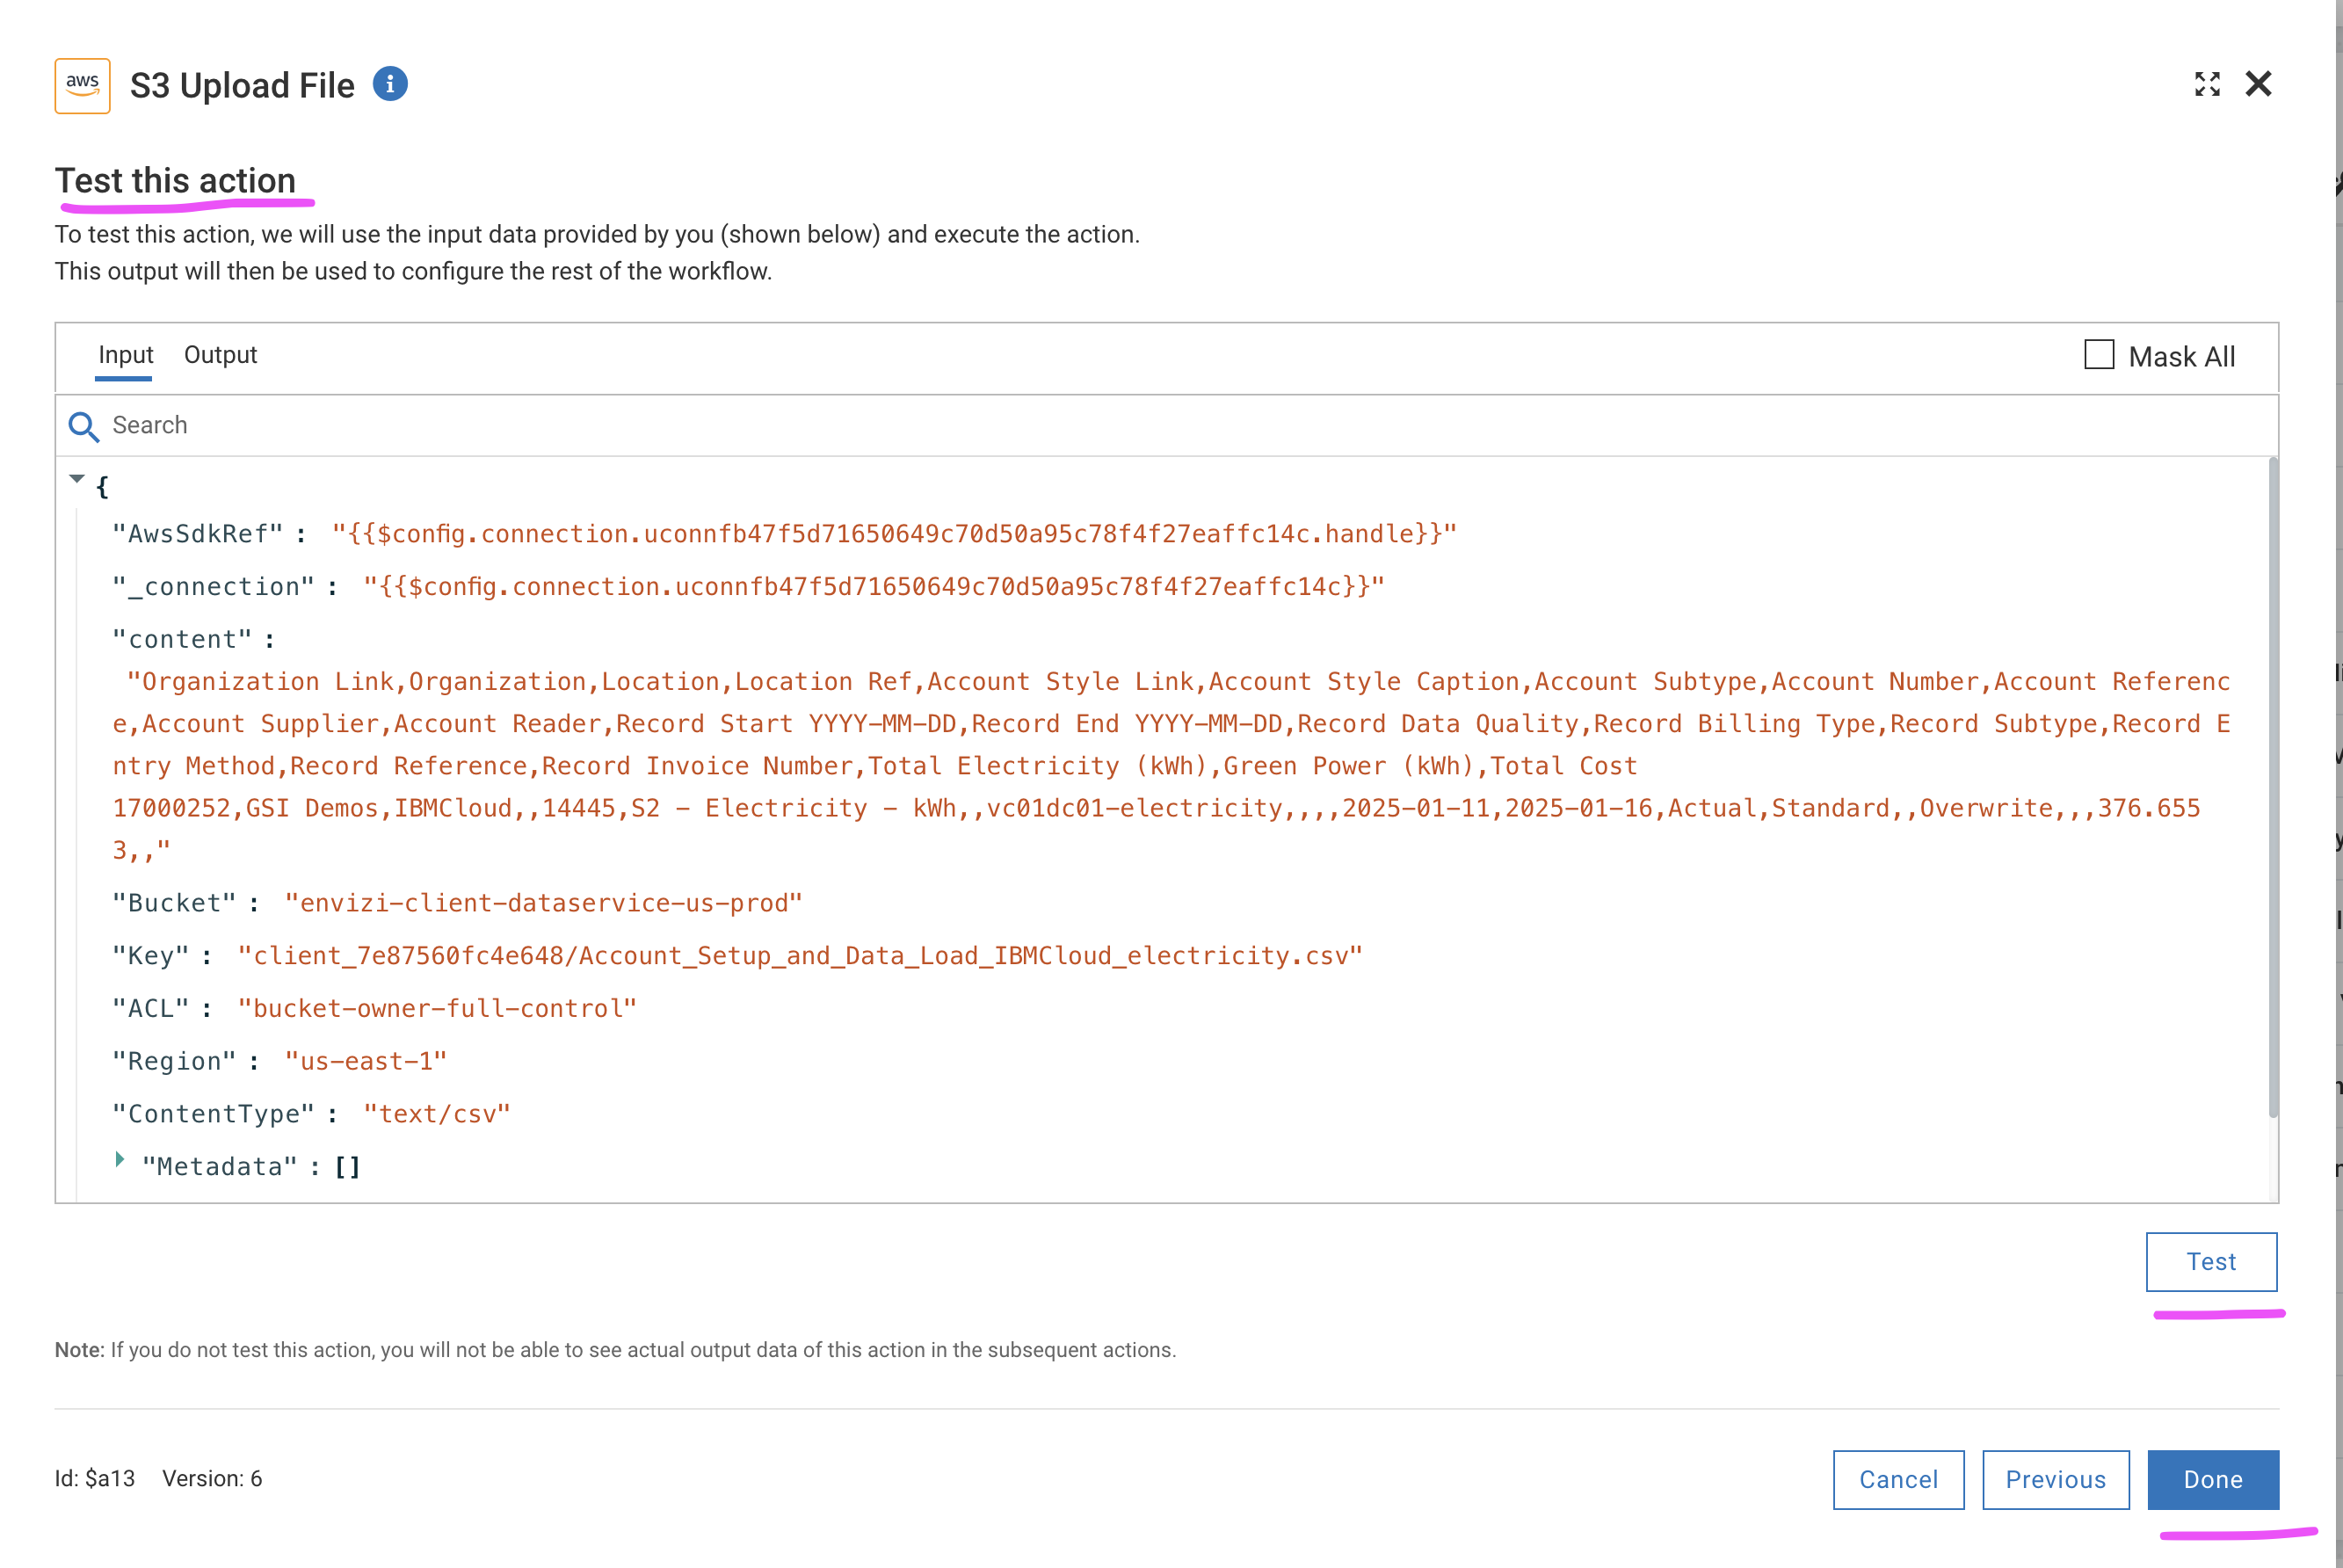 aws
S3 Upload File
i
Test this action
To test this action, we will use the input data provided by you (shown below) and execute the action.
This output will then be used to configure the rest of the workflow.
Input Output Mask All
Search
{
"AwsSdkRef" : "{{$config.connection.uconnfb47f5d71650649c70d50a95c78f4f27eaffc14c.handle}}"
"_connection" : "{{$config.connection.uconnfb47f5d71650649c70d50a95c78f4f27eaffc14c}}"
"content" :
"Organization Link,Organization,Location,Location Ref,Account Style Link,Account Style Caption,Account Subtype,Account Number,Account Referenc
e,Account Supplier,Account Reader,Record Start YYYY-MM-DD,Record End YYYY-MM-DD,Record Data Quality,Record Billing Type,Record Subtype,Record E
ntry Method,Record Reference,Record Invoice Number,Total Electricity (kWh),Green Power (kWh),Total Cost
17000252,GSI Demos,IBMCloud,,14445,S2 - Electricity - kWh,,vc01dc01-electricity,,,,2025-01-11,2025-01-16,Actual,Standard,,Overwrite,,,376.655
3,,"
"Bucket" : "envizi-client-dataservice-us-prod"
"Key" : "client_7e87560fc4e648/Account_Setup_and_Data_Load_IBMCloud_electricity.csv"
"ACL" : "bucket-owner-full-control"
"Region" : "us-east-1"
"ContentType" : "text/csv"
"Metadata" : []
Test
Note: If you do not test this action, you will not be able to see actual output data of this action in the subsequent actions.
Id: $a13 Version: 6
Cancel Previous Done